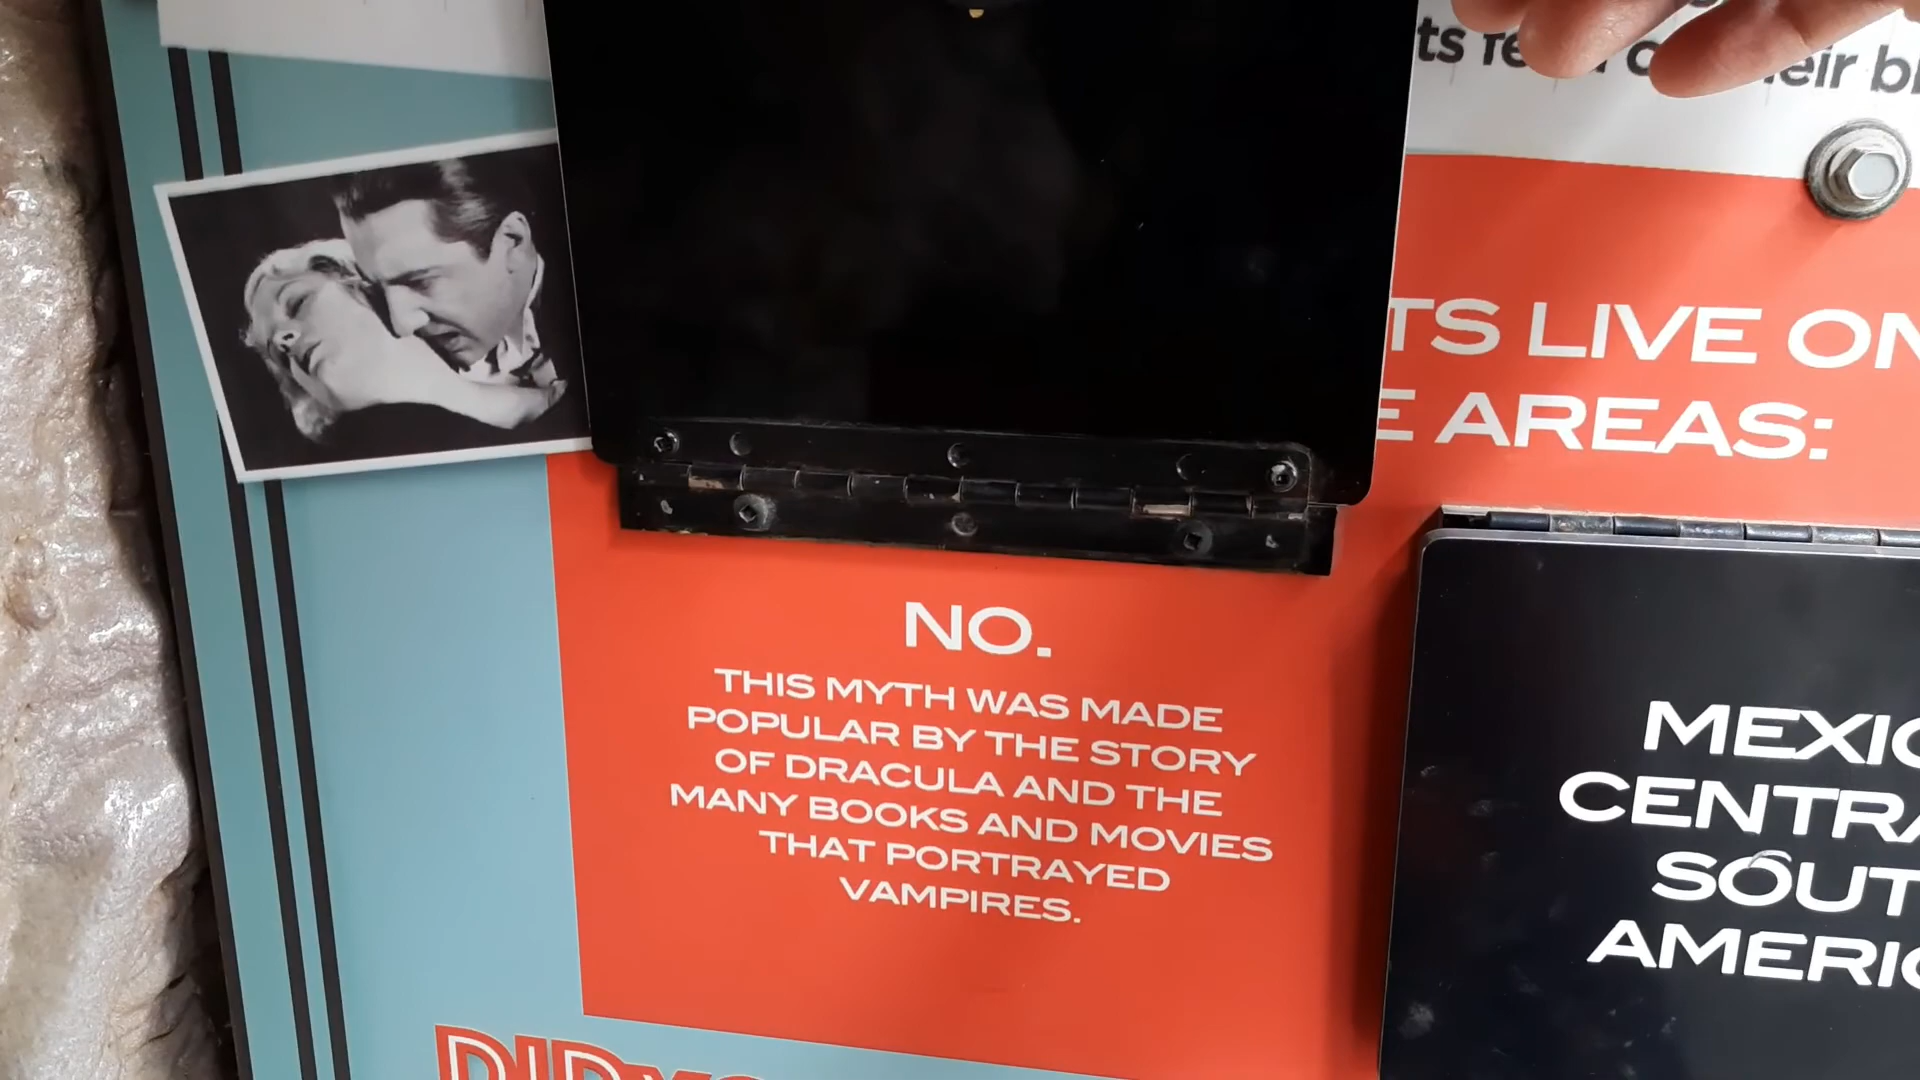 TS LIVE ON
E AREAS:
NO.
THIS MYTH WAS MADE
POPULAR BY THE STORY
OF DRACULA AND THE
MANY BOOKS AND MOVIES
THAT PORTRAYED
VAMPIRES.
MEXIC
CENTRA
SOUT
AMERIC